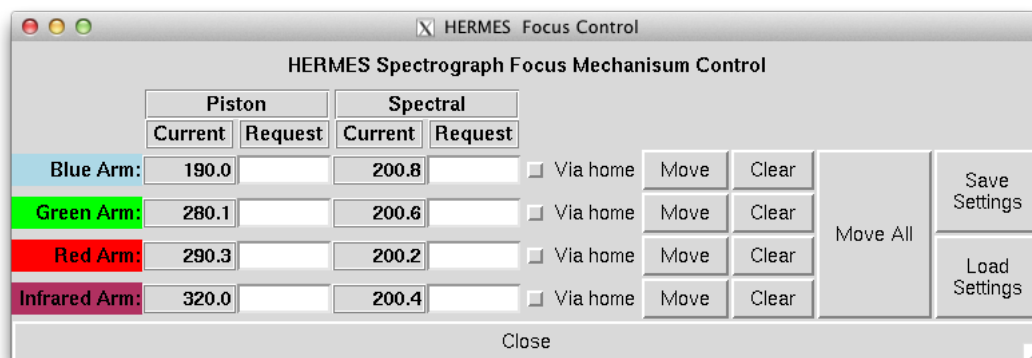 X HERMES Focus Control
HERMES Spectrograph Focus Mechanisum Control
Piston Spectral
Current Request Current Request
Blue Arm: 190.0 200.8 Via home Move Clear
Green Arm: 280.1 200.6 Via home Move Clear
Red Arm: 290.3 200.2 Via home Move Clear
Infrared Arm: 320.0 200.4 Via home Move Clear
Move All
Save
Settings
Load
Settings
Close